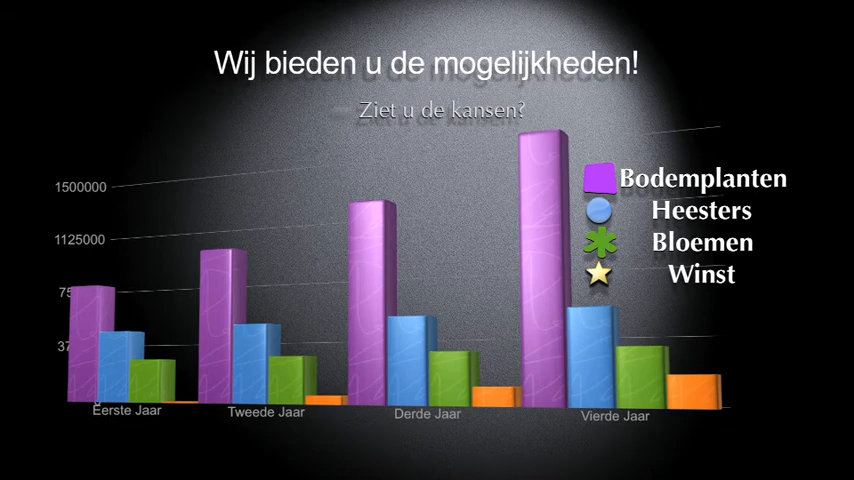 Wij bieden u de mogelijkheden!
Ziet u de kansen?
1500000
1125000
Bodemplanten
Heesters
Bloemen
Winst
Eerste Jaar
Tweede Jaar
Derde Jaar
Vierde Jaar